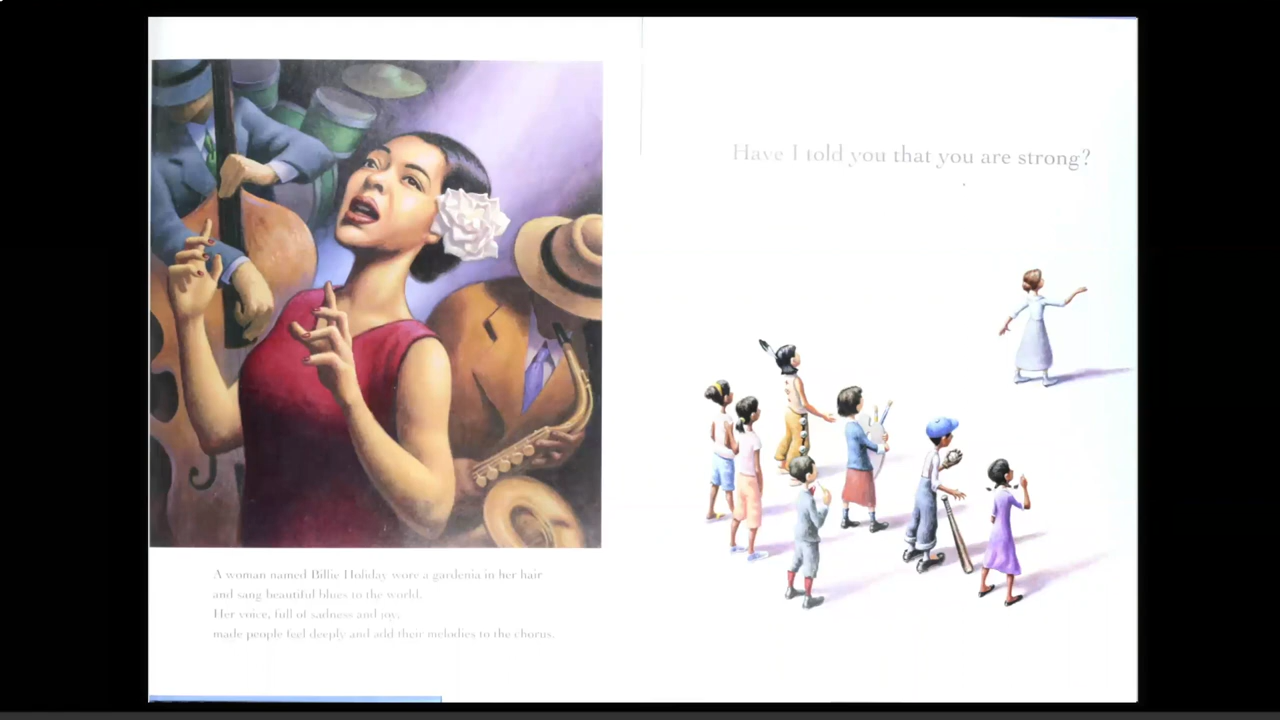 A woman named Billie Holiday wore a gardenia in her hair
and sang beautiful blues to the world.
Her voice, full of sadness and joy,
made people feel deeply and add their melodies to the chorus.
Have I told you that you are strong?